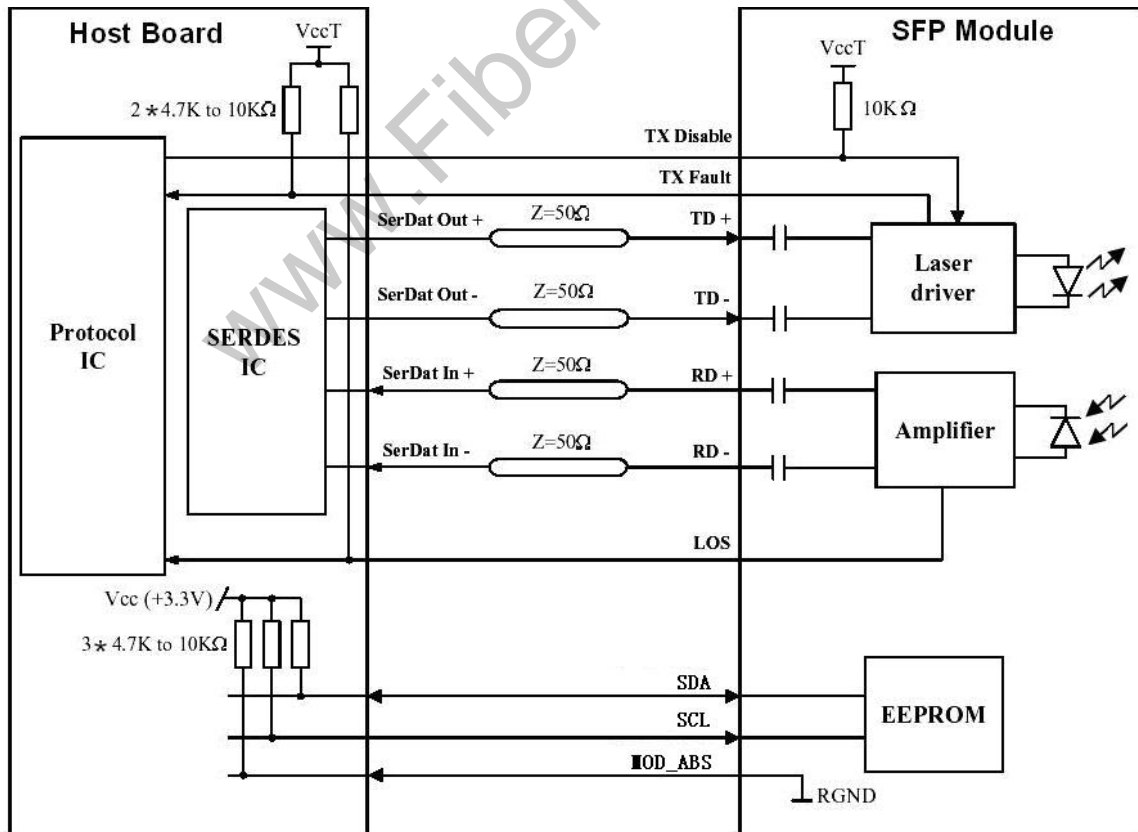 Host Board
SFP Module
VccT
VccT
2*4.7K to 10KΩ
10KΩ
TX Disable
TX Fault
SerDat Out +
Z=50Ω
TD +
Laser
driver
SerDat Out -
Z=50Ω
TD -
Protocol
IC
SERDES
IC
SerDat In +
Z=50Ω
RD +
Amplifier
SerDat In -
Z=50Ω
RD -
LOS
Vcc (+3.3V)
3* 4.7K to 10KΩ
SDA
SCL
EEPROM
MOD_ABS
RGND
www.Fiber